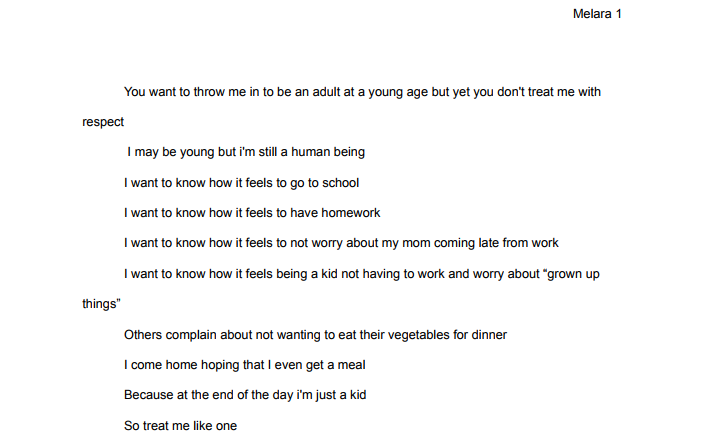 Melara 1
You want to throw me in to be an adult at a young age but yet you don't treat me with
respect
I may be young but i'm still a human being
I want to know how it feels to go to school
I want to know how it feels to have homework
I want to know how it feels to not worry about my mom coming late from work
I want to know how it feels being a kid not having to work and worry about “grown up
things”
Others complain about not wanting to eat their vegetables for dinner
I come home hoping that I even get a meal
Because at the end of the day i'm just a kid
So treat me like one